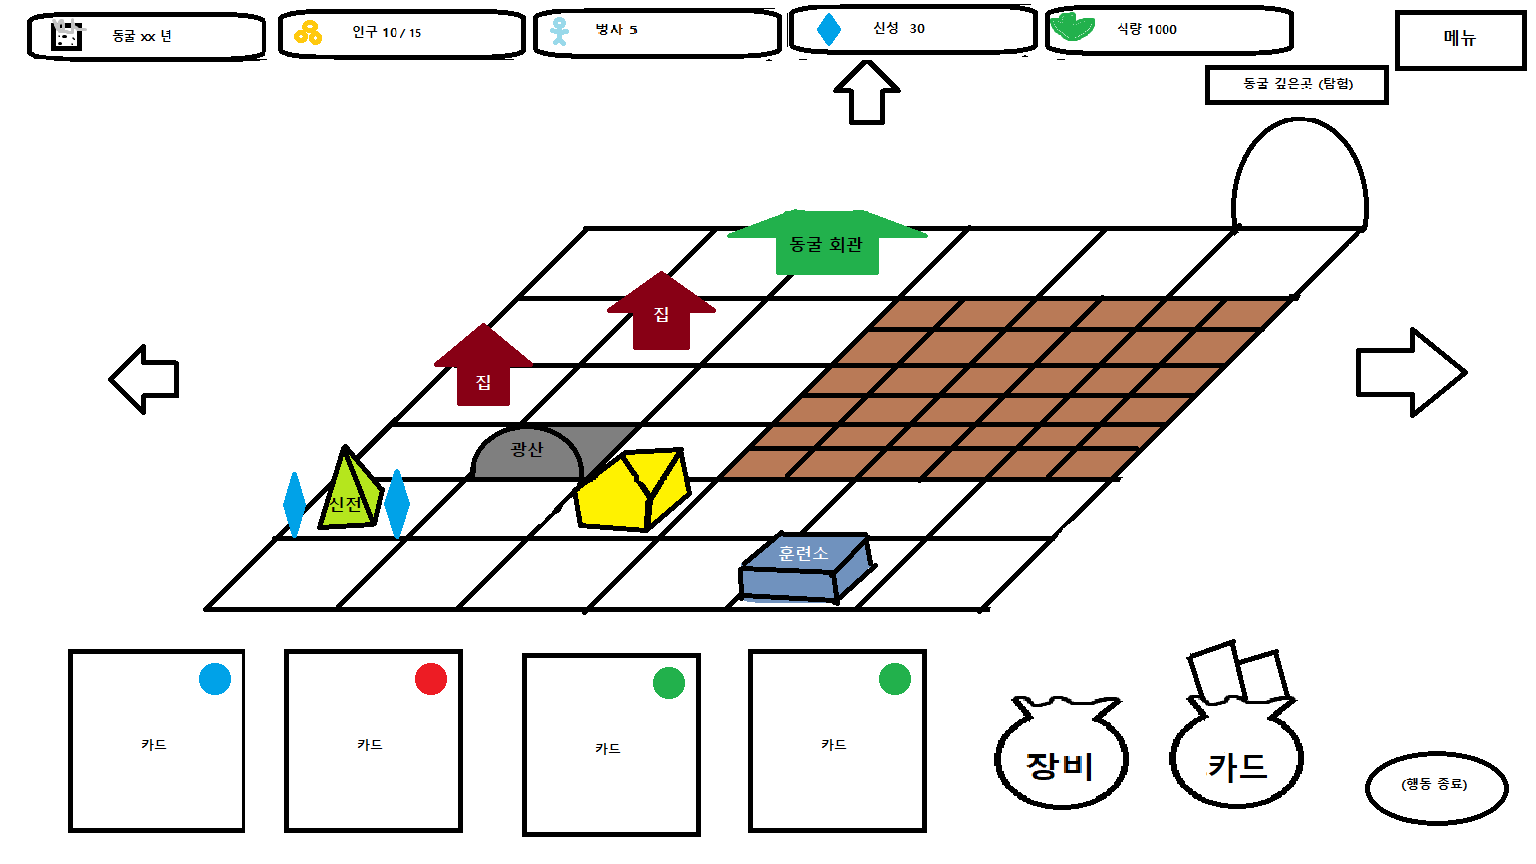 동굴 xx 년
인구 10 / 15
병사 5
신성 30
식량 1000
메뉴
동굴 깊은곳 (탐험)
동굴 회관
집
집
광산
신전
훈련소
카드
카드
카드
카드
장비
카드
(행동 종료)